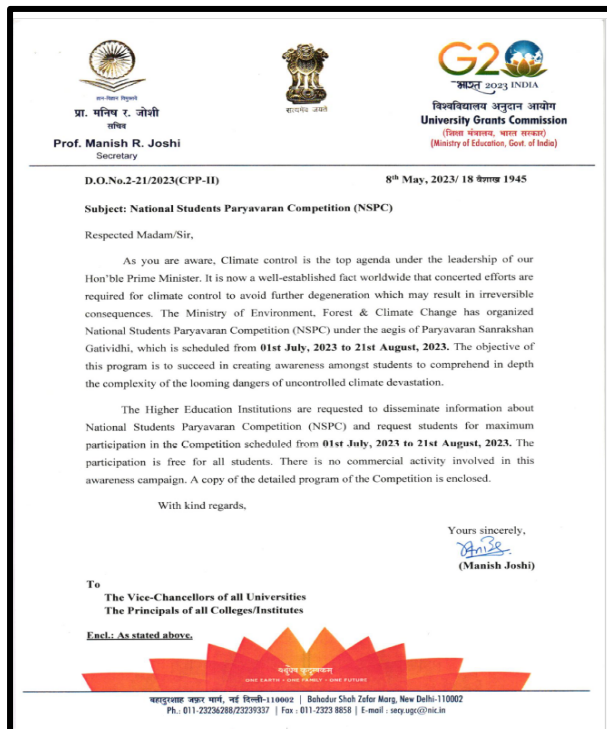 ज्ञान-विज्ञान विमुक्तये
प्रा. मनिष र. जोशी
सचिव
Prof. Manish R. Joshi
Secretary
सत्यमेव जयते
G20
भारत 2023 INDIA
विश्वविद्यालय अनुदान आयोग
University Grants Commission
(शिक्षा मंत्रालय, भारत सरकार)
(Ministry of Education, Govt. of India)
D.O.No.2-21/2023(CPP-II)
8th May, 2023/ 18 वैशाख 1945
Subject: National Students Paryavaran Competition (NSPC)
Respected Madam/Sir,
As you are aware, Climate control is the top agenda under the leadership of our
Hon'ble Prime Minister. It is now a well-established fact worldwide that concerted efforts are
required for climate control to avoid further degeneration which may result in irreversible
consequences. The Ministry of Environment, Forest & Climate Change has organized
National Students Paryavaran Competition (NSPC) under the aegis of Paryavaran Sanrakshan
Gatividhi, which is scheduled from 01st July, 2023 to 21st August, 2023. The objective of
this program is to succeed in creating awareness amongst students to comprehend in depth
the complexity of the looming dangers of uncontrolled climate devastation.
The Higher Education Institutions are requested to disseminate information about
National Students Paryavaran Competition (NSPC) and request students for maximum
participation in the Competition scheduled from 01st July, 2023 to 21st August, 2023. The
participation is free for all students. There is no commercial activity involved in this
awareness campaign. A copy of the detailed program of the Competition is enclosed.
With kind regards,
Yours sincerely,
(Manish Joshi)
To
The Vice-Chancellors of all Universities
The Principals of all Colleges/Institutes
Encl.: As stated above.
वसुधैव कुटुम्बकम्
ONE EARTH • ONE FAMILY • ONE FUTURE
बहादुरशाह ज़फ़र मार्ग, नई दिल्ली-110002 | Bahadur Shah Zafar Marg, New Delhi-110002
Ph.: 011-23236288/23239337 | Fax : 011-2323 8858 | E-mail : secy.ugc@nic.in